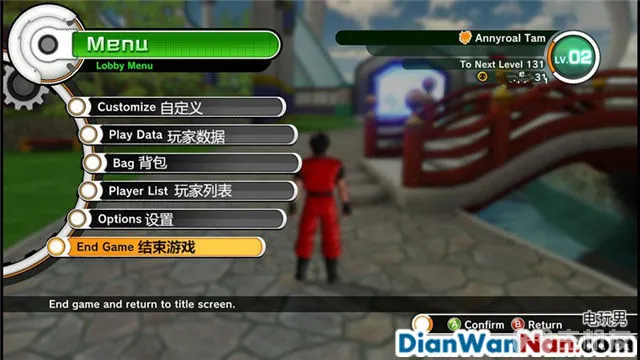 Menu
Lobby Menu
Annyroal Tam
To Next Level 131
LV.02
31
Customize 自定义
Play Data 玩家数据
Bag 背包
Player List 玩家列表
Options 设置
End Game 结束游戏
End game and return to title screen.
A Confirm B Return
电玩男
DianWanNan.com